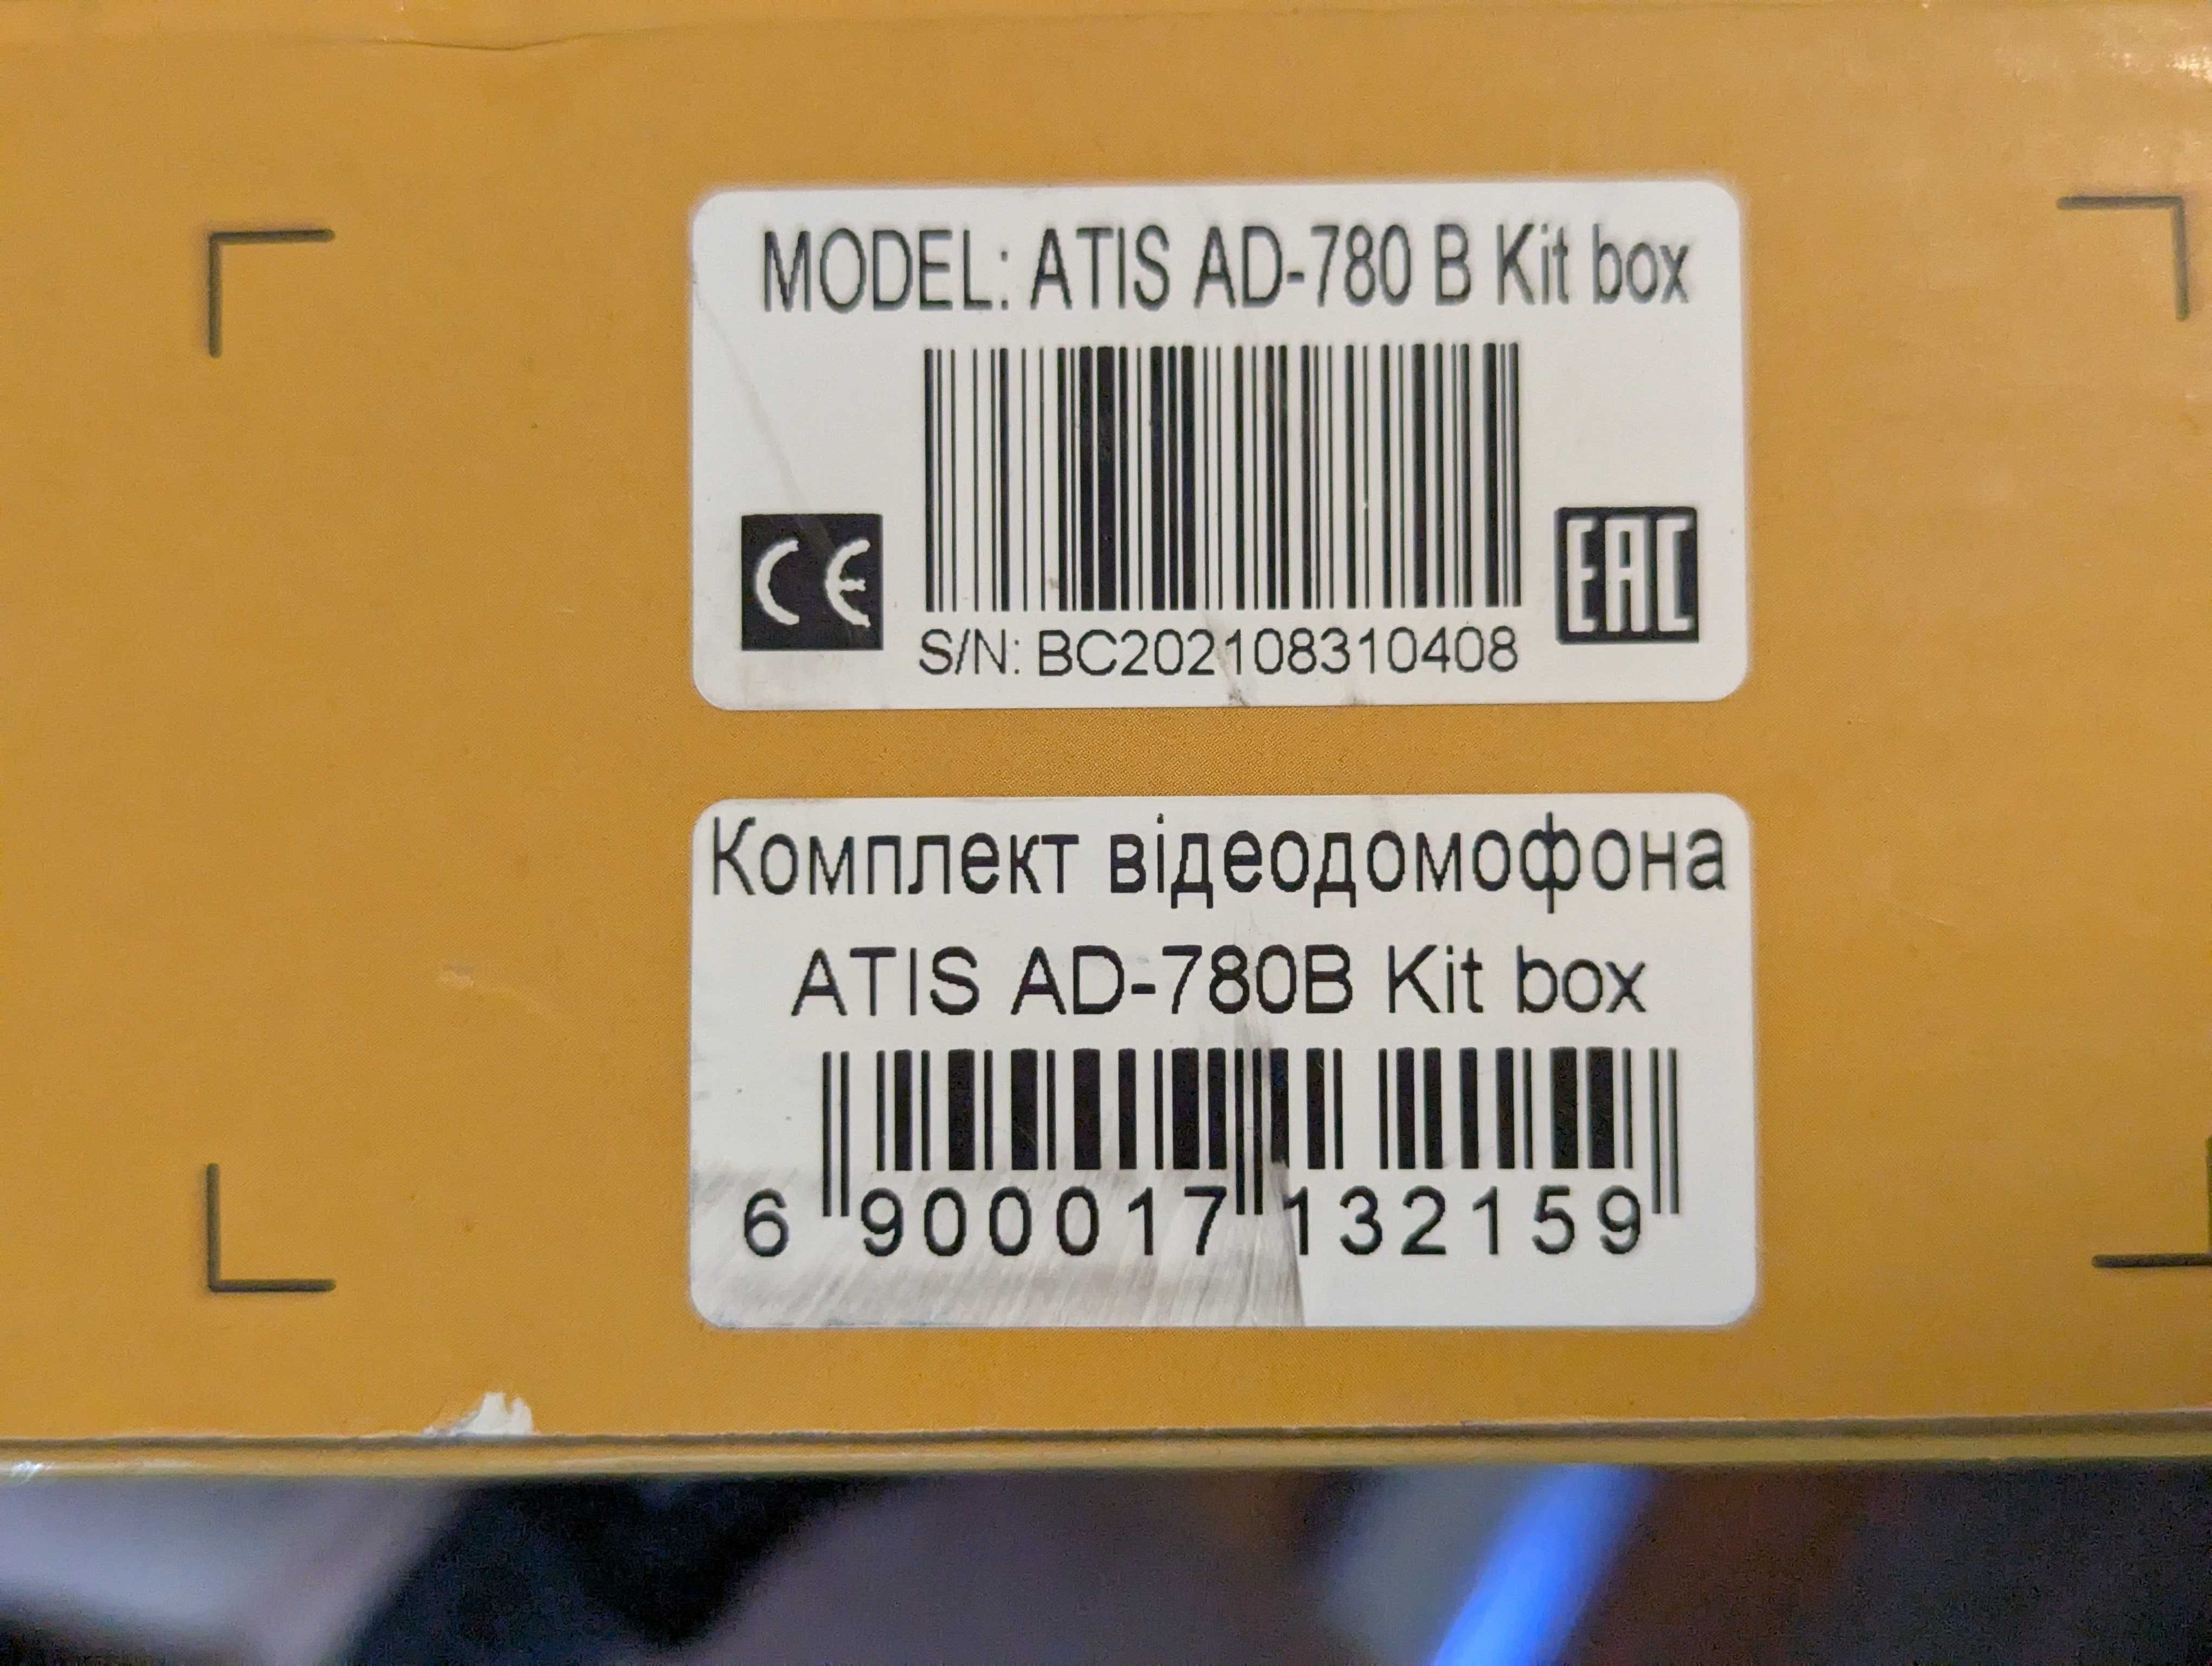 MODEL: ATIS AD-780 B Kit box
CE
EAC
S/N: BC202108310408
Комплект відеодомофона
ATIS AD-780B Kit box
6 900017 132159